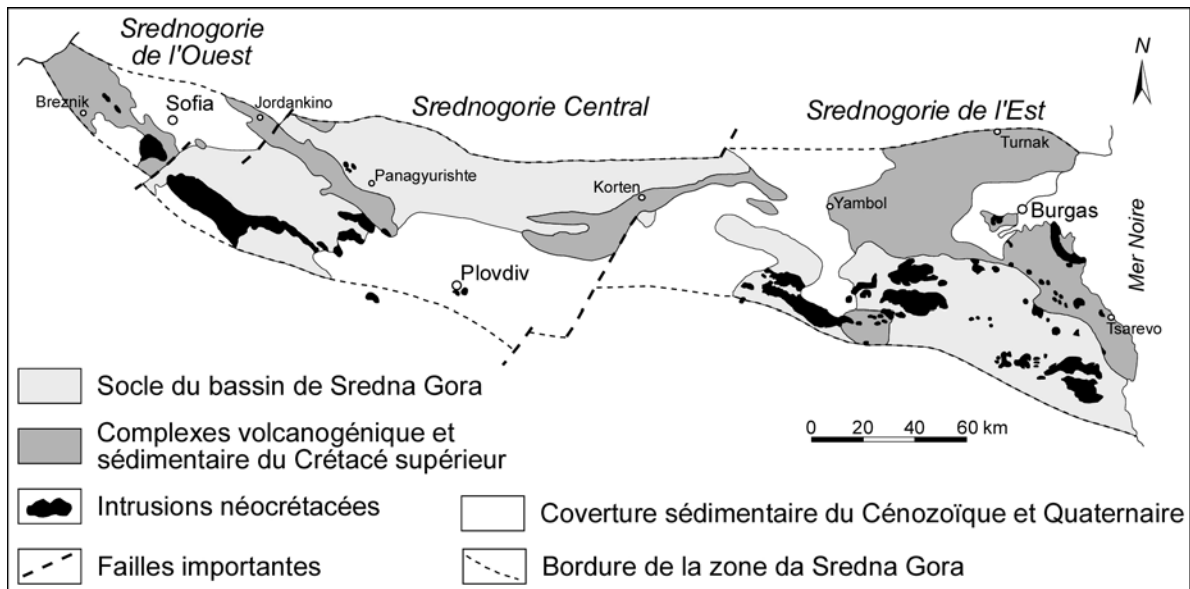 Srednogorie
de l'Ouest
N
Breznik
Sofia
Jordankino
Srednogorie Central
Srednogorie de l'Est
Turnak
Panagyurishte
Korten
Yambol
Burgas
Mer Noire
Plovdiv
Tsarevo
Socle du bassin de Sredna Gora
0 20 40 60 km
Complexes volcanogénique et
sédimentaire du Crétacé supérieur
Intrusions néocrétacées
Coverture sédimentaire du Cénozoïque et Quaternaire
Failles importantes
Bordure de la zone da Sredna Gora